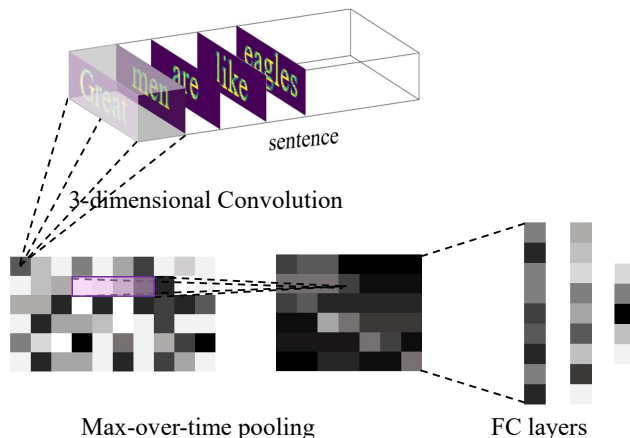 Great men are like eagles
sentence
3-dimensional Convolution
Max-over-time pooling
FC layers